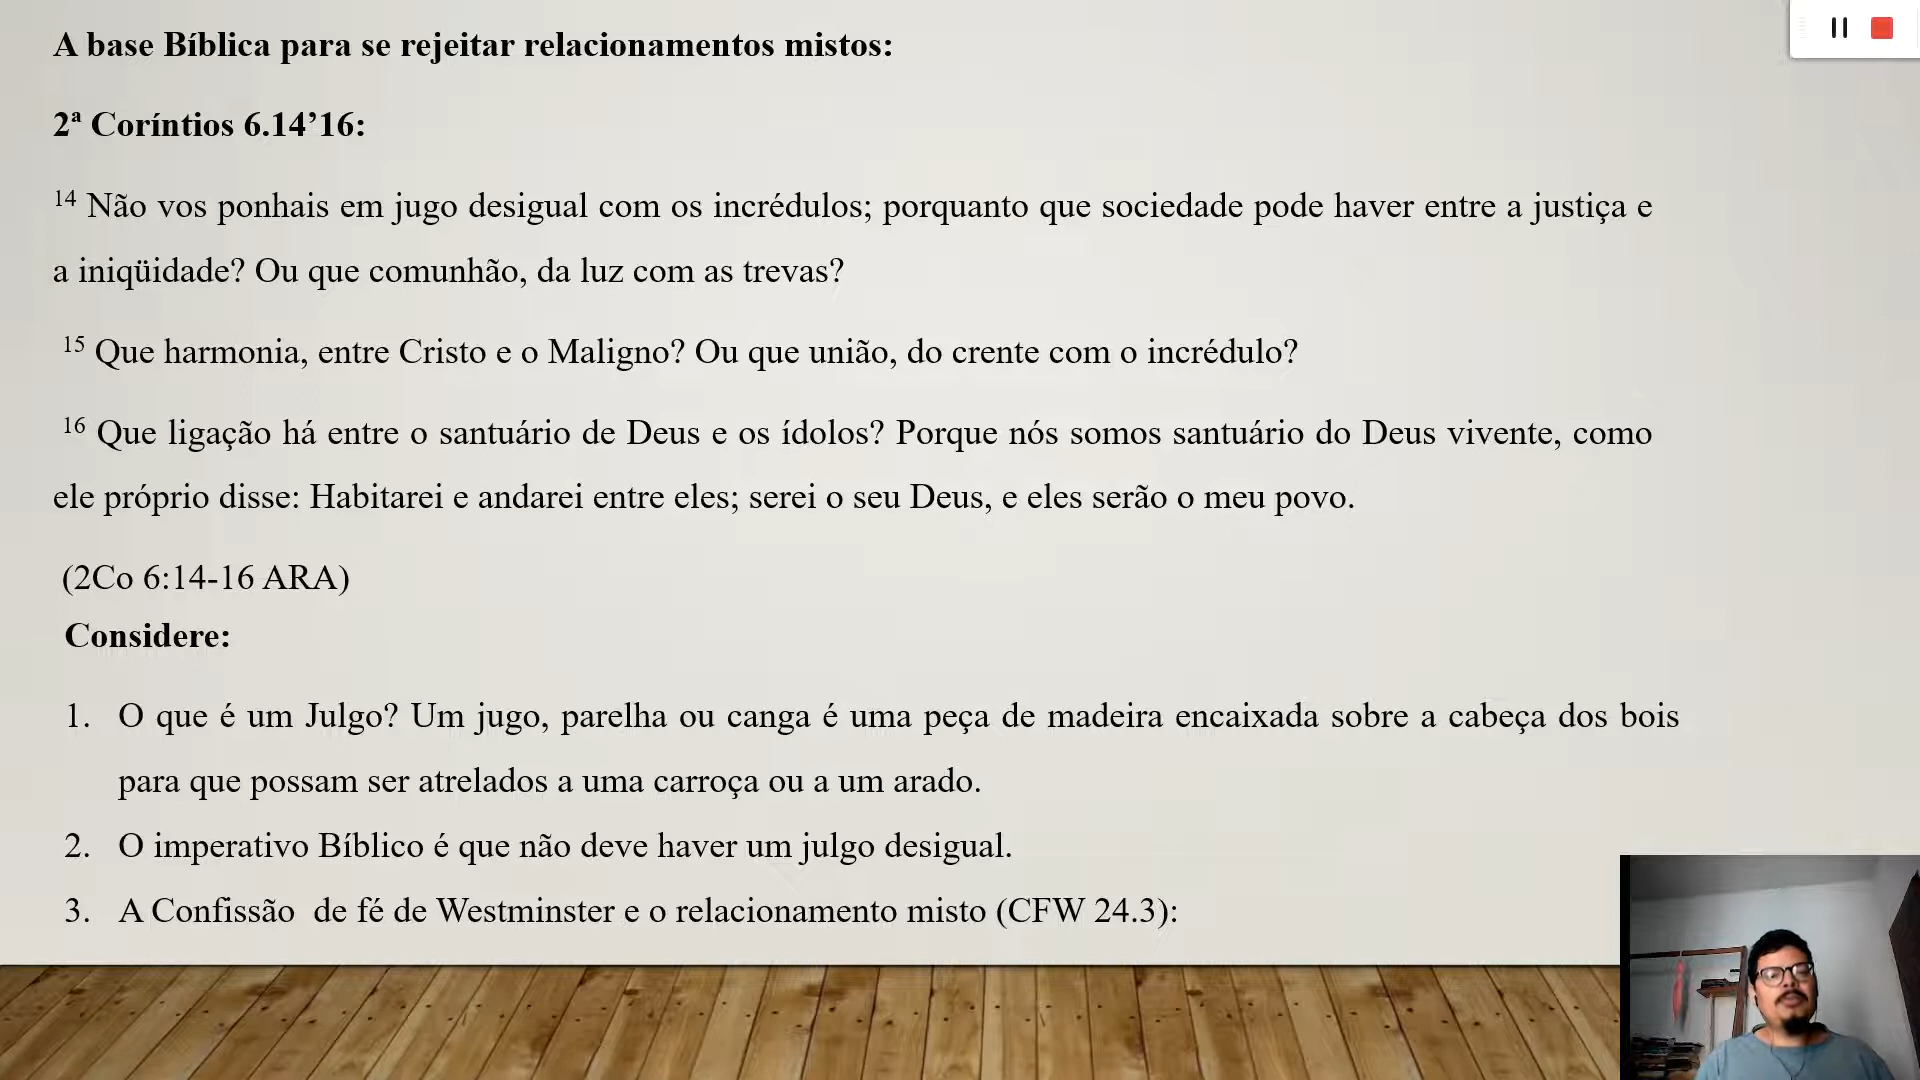 A base Bíblica para se rejeitar relacionamentos mistos:
2ª Coríntios 6.14’16:
14 Não vos ponhais em jugo desigual com os incrédulos; porquanto que sociedade pode haver entre a justiça e
a iniqüidade? Ou que comunhão, da luz com as trevas?
15 Que harmonia, entre Cristo e o Maligno? Ou que união, do crente com o incrédulo?
16 Que ligação há entre o santuário de Deus e os ídolos? Porque nós somos santuário do Deus vivente, como
ele próprio disse: Habitarei e andarei entre eles; serei o seu Deus, e eles serão o meu povo.
(2Co 6:14-16 ARA)
Considere:
1. O que é um Julgo? Um jugo, parelha ou canga é uma peça de madeira encaixada sobre a cabeça dos bois
para que possam ser atrelados a uma carroça ou a um arado.
2. O imperativo Bíblico é que não deve haver um julgo desigual.
3. A Confissão de fé de Westminster e o relacionamento misto (CFW 24.3):